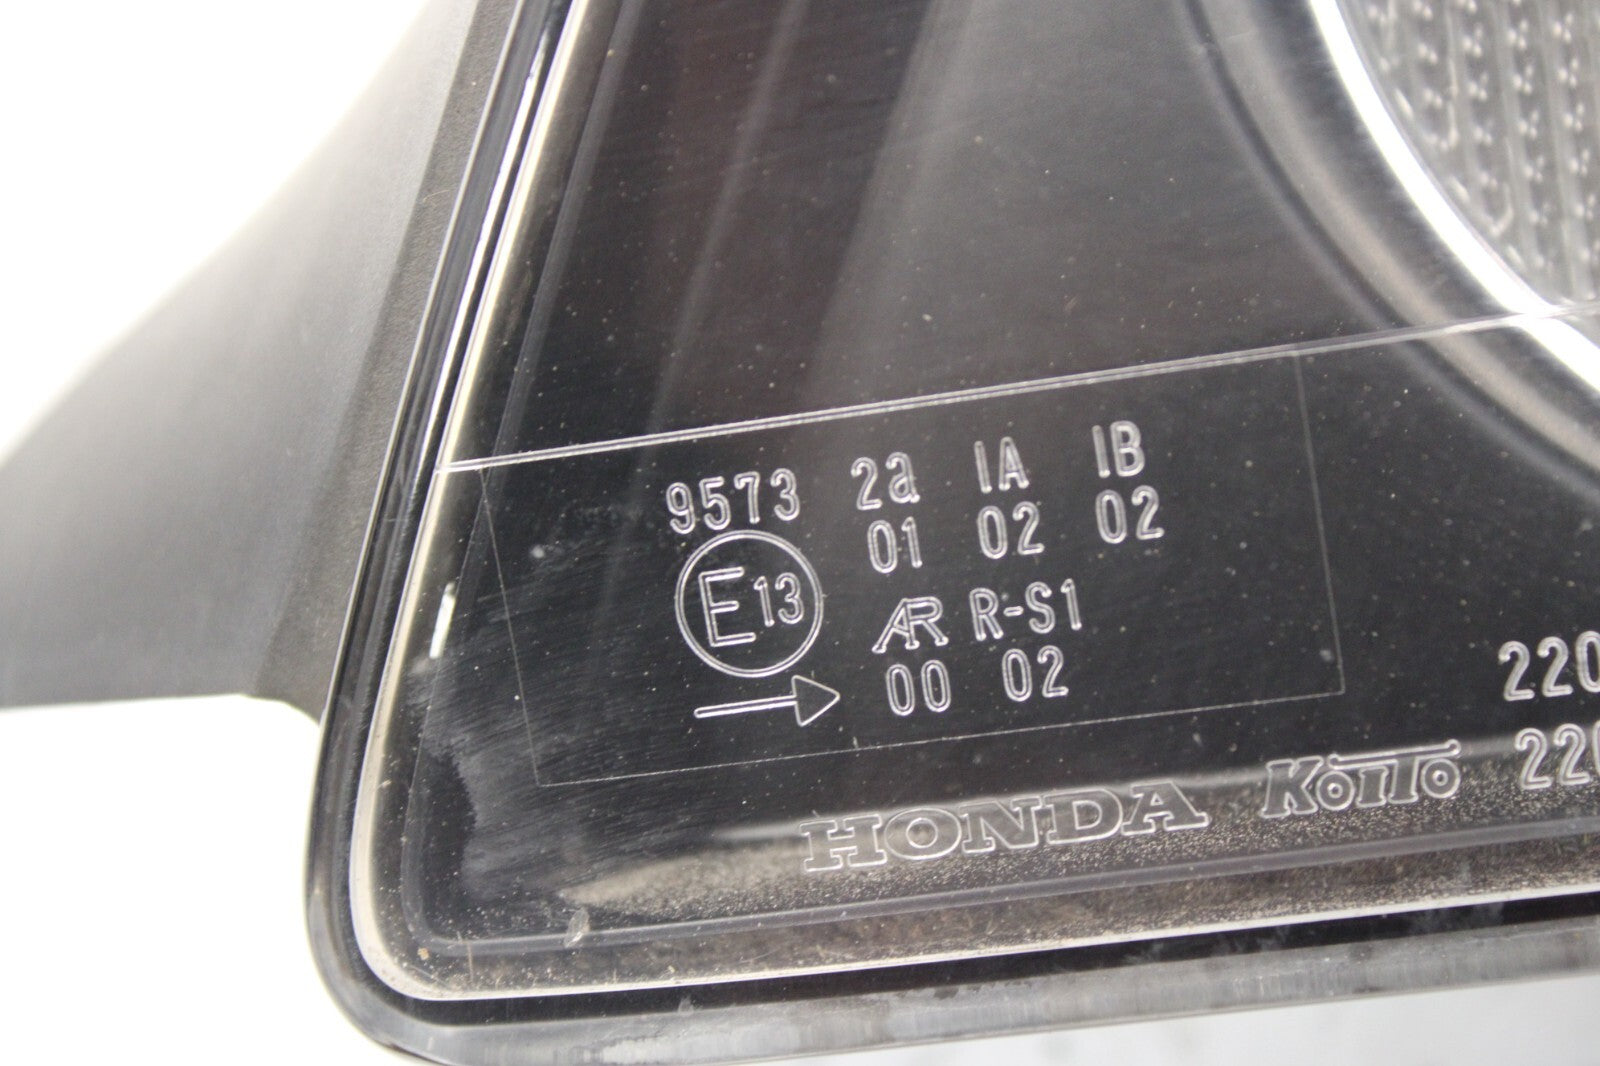 9573 2a IA IB
01 02 02
E13
AR R-S1
00 02
220
HONDA KOITO 220